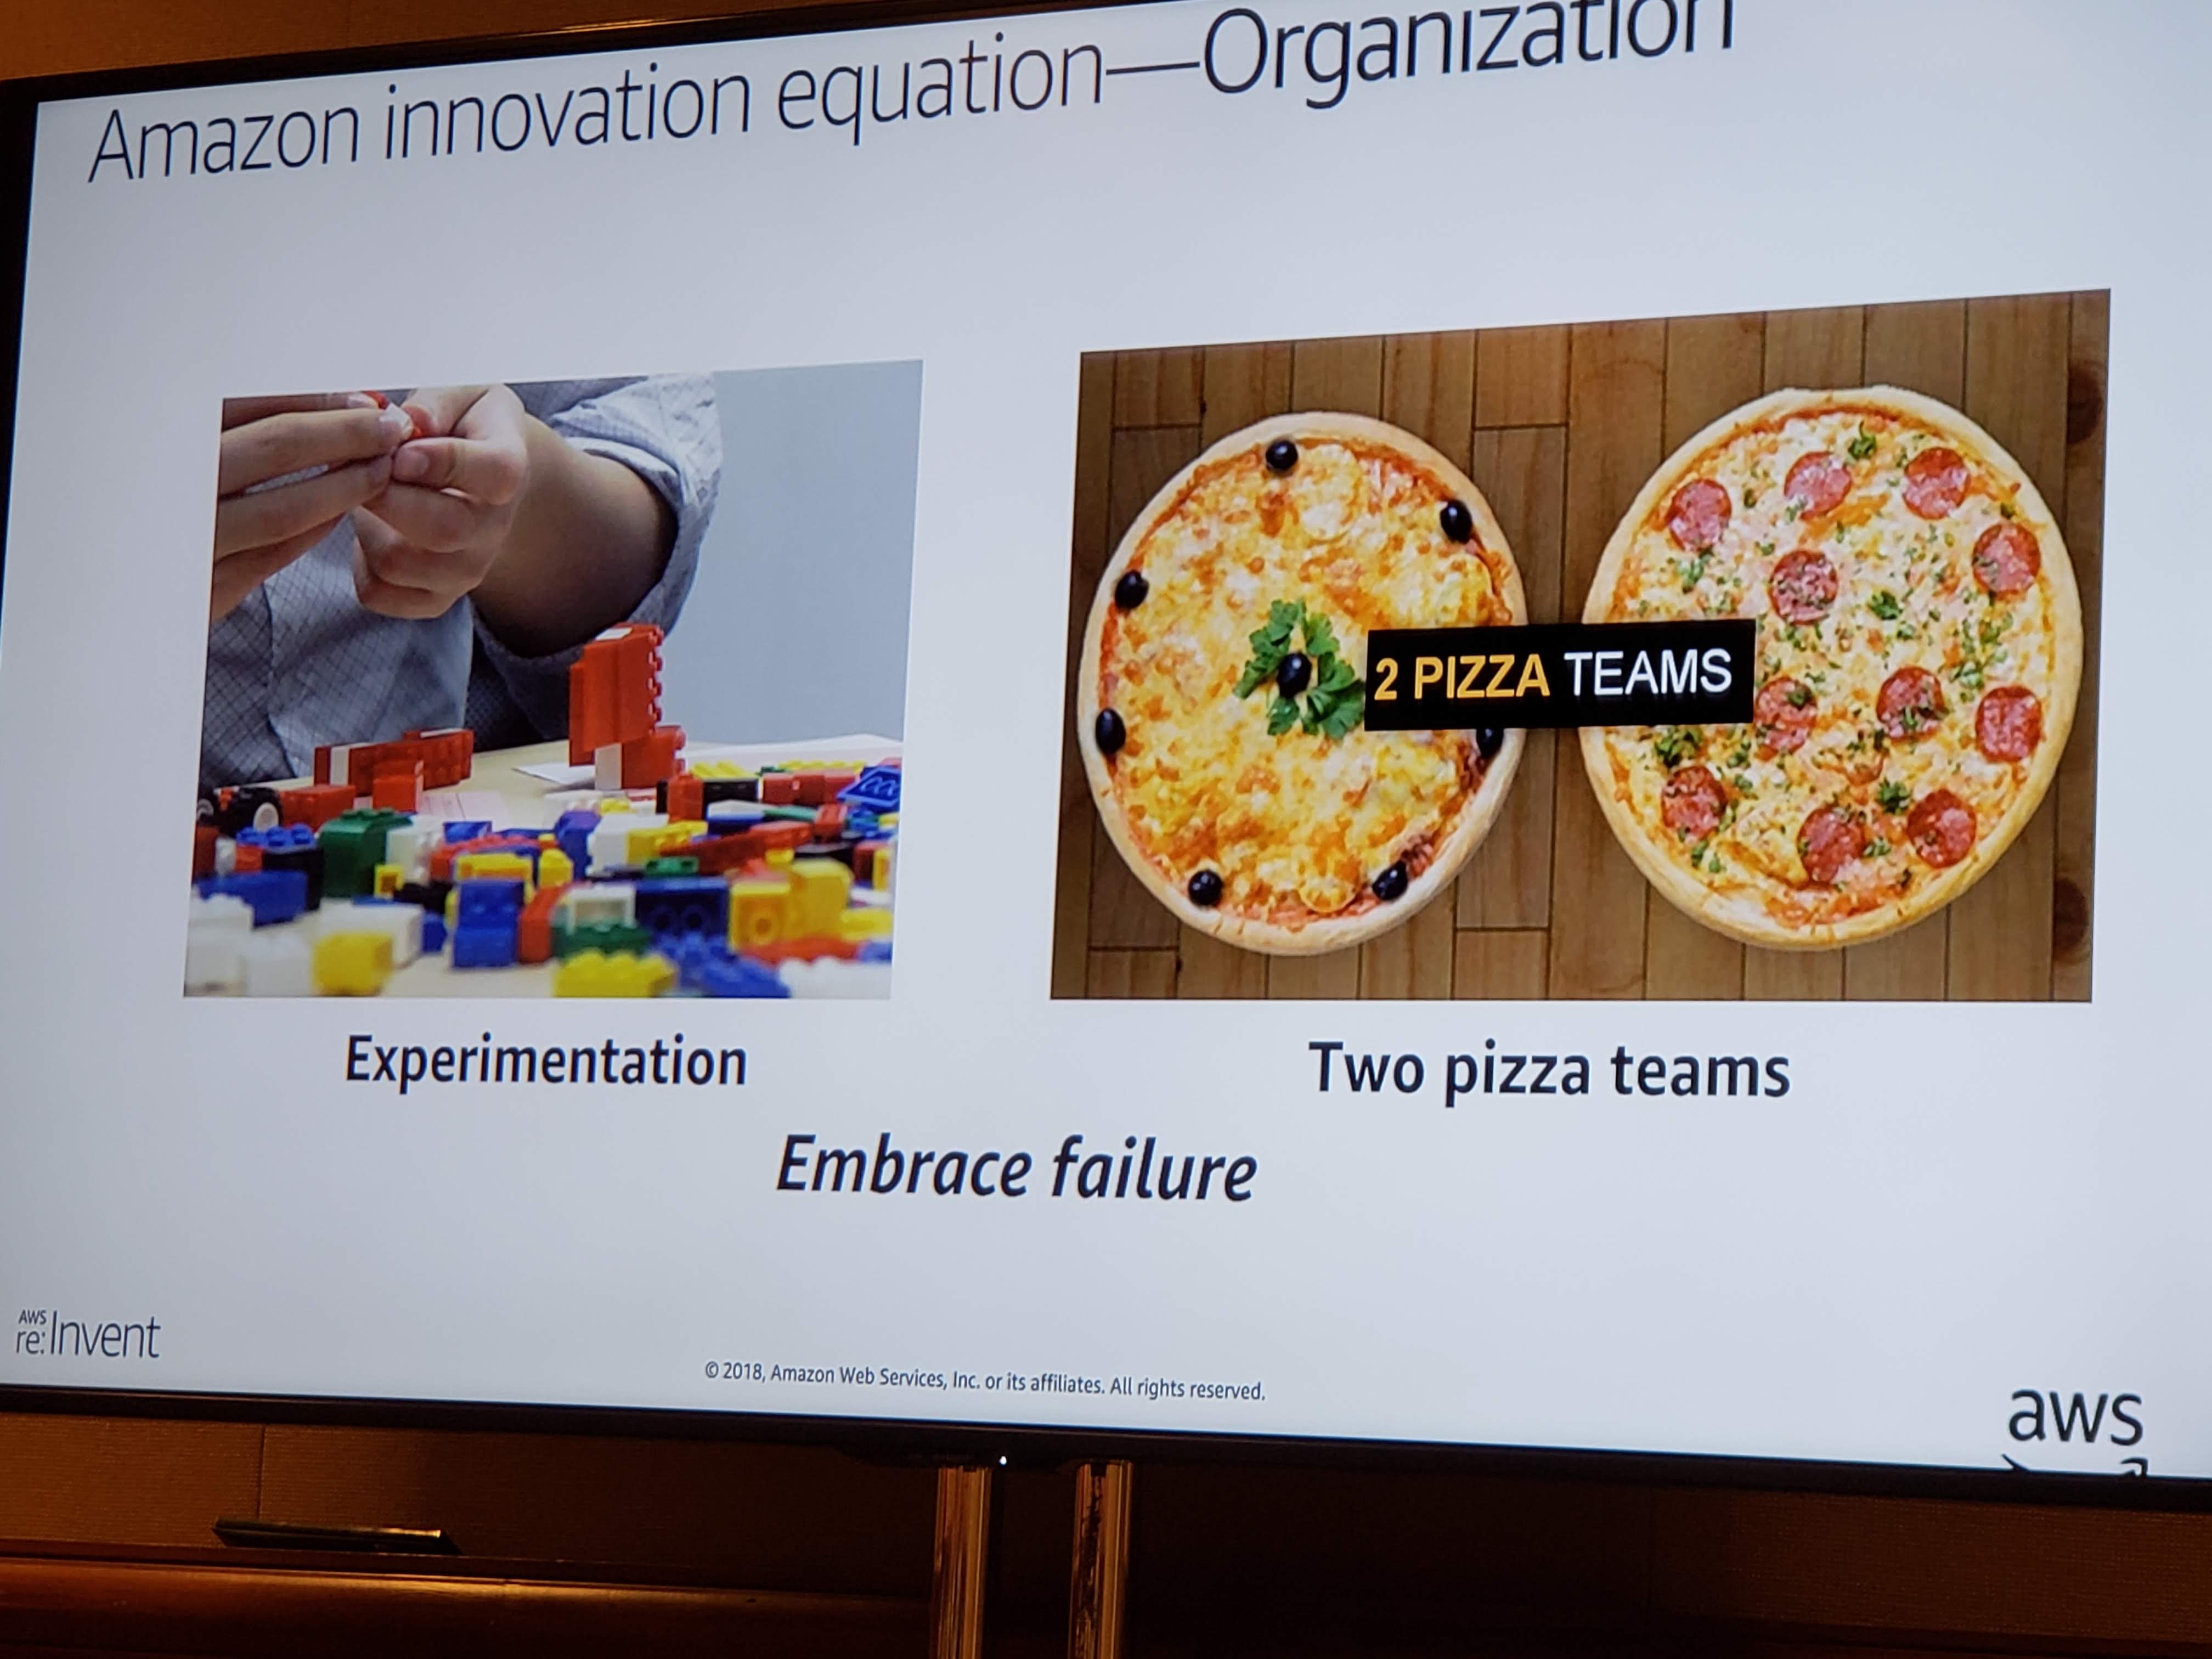 Amazon innovation equation—Organization
2 PIZZA TEAMS
Experimentation
Two pizza teams
Embrace failure
AWS
re:Invent
© 2018, Amazon Web Services, Inc. or its affiliates. All rights reserved.
aws